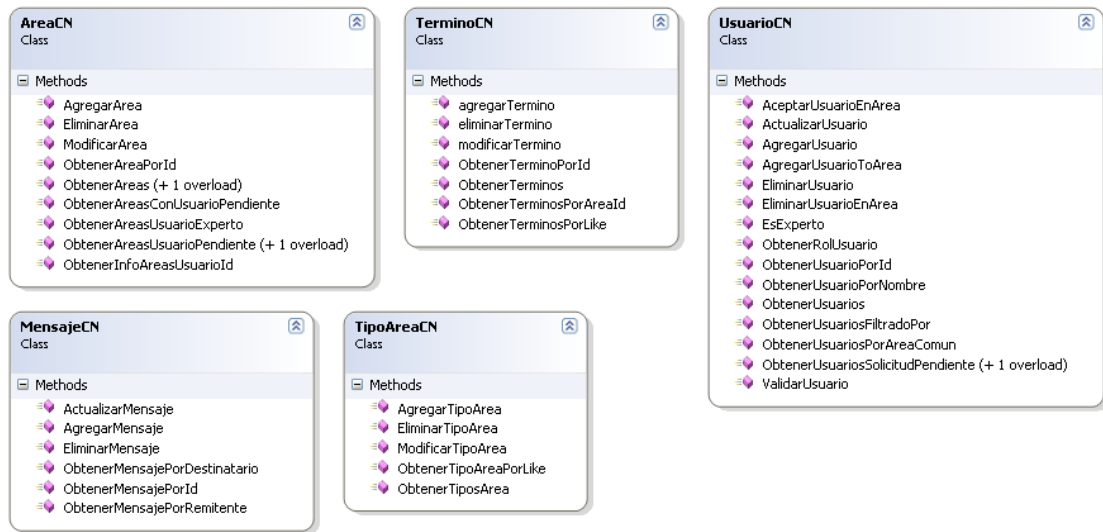 AreaCN
Class
Methods
AgregarArea
EliminarArea
ModificarArea
ObtenerAreaPorId
ObtenerAreas (+ 1 overload)
ObtenerAreasConUsuarioPendiente
ObtenerAreasUsuarioExperto
ObtenerAreasUsuarioPendiente (+ 1 overload)
ObtenerInfoAreasUsuarioId
TerminoCN
Class
Methods
agregarTermino
eliminarTermino
modificarTermino
ObtenerTerminoPorId
ObtenerTerminos
ObtenerTerminosPorAreaId
ObtenerTerminosPorLike
UsuarioCN
Class
Methods
AceptarUsuarioEnArea
ActualizarUsuario
AgregarUsuario
AgregarUsuarioToArea
EliminarUsuario
EliminarUsuarioEnArea
EsExperto
ObtenerRolUsuario
ObtenerUsuarioPorId
ObtenerUsuarioPorNombre
ObtenerUsuarios
ObtenerUsuariosFiltradoPor
ObtenerUsuariosPorAreaComun
ObtenerUsuariosSolicitudPendiente (+ 1 overload)
ValidarUsuario
MensajeCN
Class
Methods
ActualizarMensaje
AgregarMensaje
EliminarMensaje
ObtenerMensajePorDestinatario
ObtenerMensajePorId
ObtenerMensajePorRemitente
TipoAreaCN
Class
Methods
AgregarTipoArea
EliminarTipoArea
ModificarTipoArea
ObtenerTipoAreaPorLike
ObtenerTiposArea